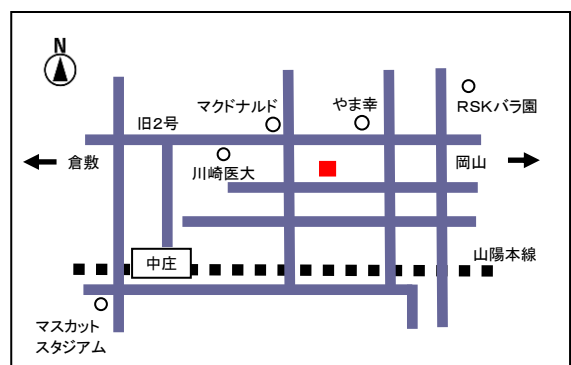 N
マクドナルド
やま幸
RSKバラ園
旧2号
倉敷
川崎医大
岡山
中庄
山陽本線
マスカット
スタジアム